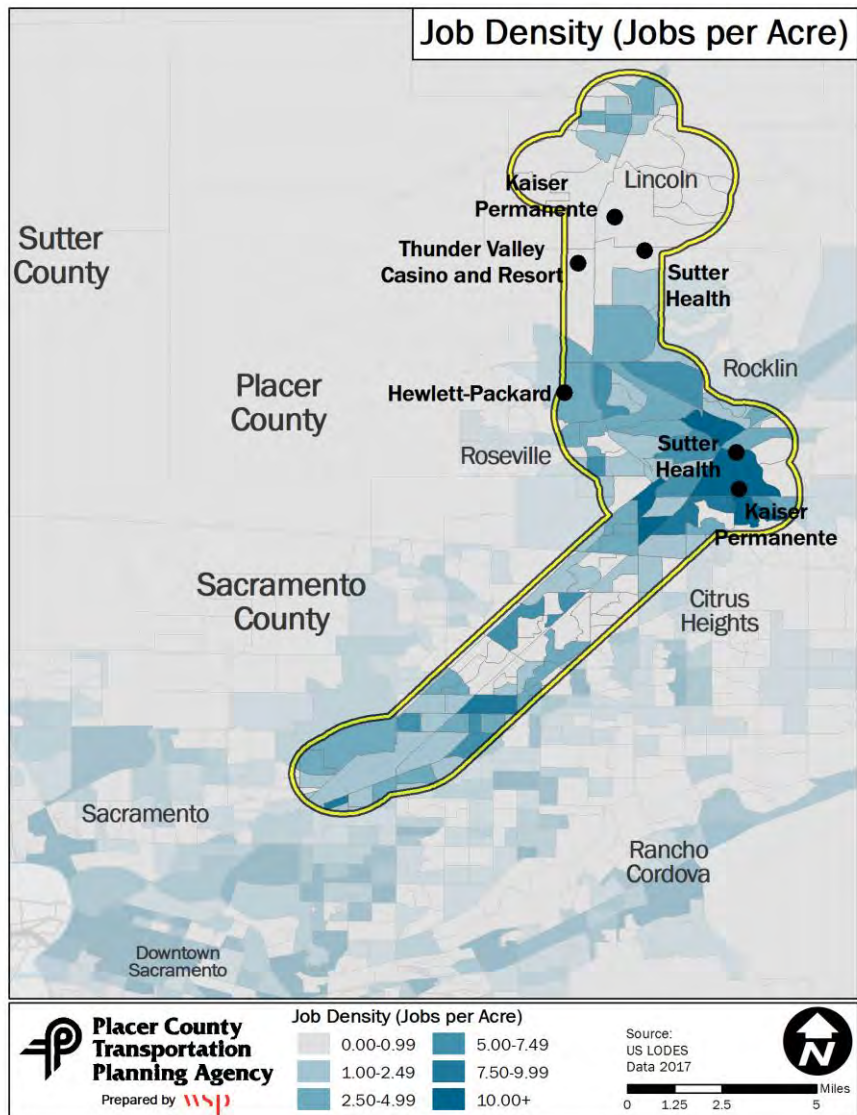 Job Density (Jobs per Acre)
Kaiser
Permanente
Lincoln
Sutter
County
Thunder Valley
Casino and Resort
Sutter
Health
Rocklin
Placer
County
Hewlett-Packard
Roseville
Sutter
Health
Kaiser
Permanente
Sacramento
County
Citrus
Heights
Sacramento
Rancho
Cordova
Downtown
Sacramento
Placer County
Transportation
Planning Agency
Prepared by wsp
Job Density (Jobs per Acre)
0.00-0.99
1.00-2.49
2.50-4.99
5.00-7.49
7.50-9.99
10.00+
Source:
US LODES
Data 2017
N
Miles
0 1.25 2.5 5